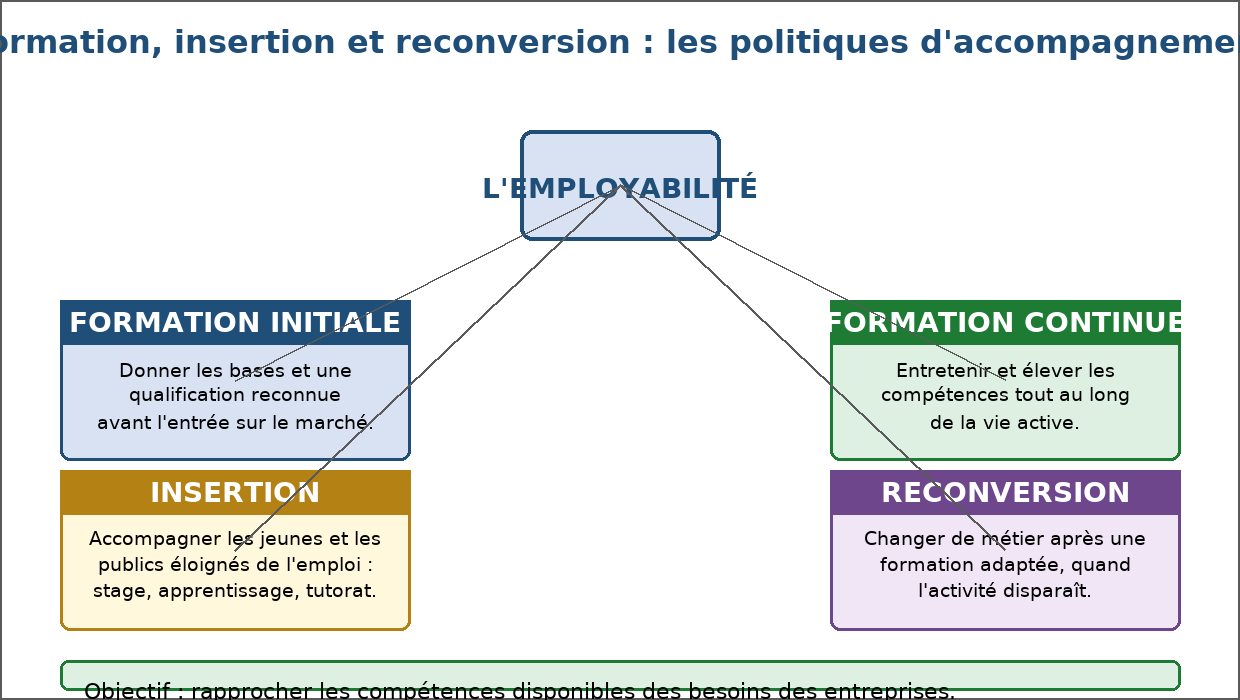 ormation, insertion et reconversion : les politiques d'accompagneme
L'EMPLOYABILITÉ
FORMATION INITIALE
Donner les bases et une
qualification reconnue
avant l'entrée sur le marché.
FORMATION CONTINUE
Entretenir et élever les
compétences tout au long
de la vie active.
INSERTION
Accompagner les jeunes et les
publics éloignés de l'emploi :
stage, apprentissage, tutorat.
RECONVERSION
Changer de métier après une
formation adaptée, quand
l'activité disparaît.
Objectif : rapprocher les compétences disponibles des besoins des entreprises.